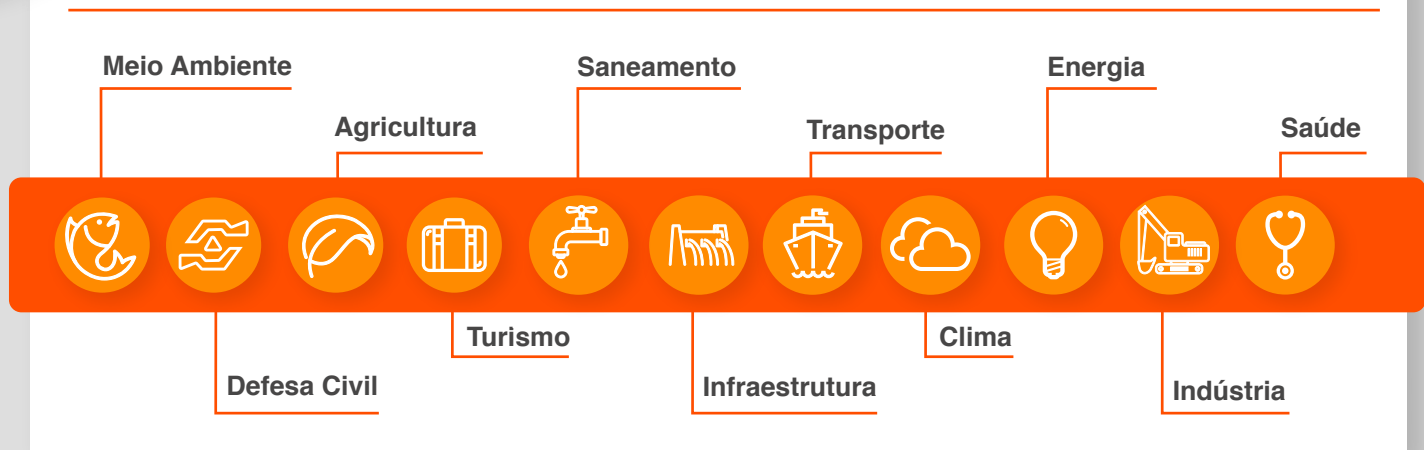 Meio Ambiente
Saneamento
Energia
Agricultura
Transporte
Saúde
Turismo
Clima
Defesa Civil
Infraestrutura
Indústria